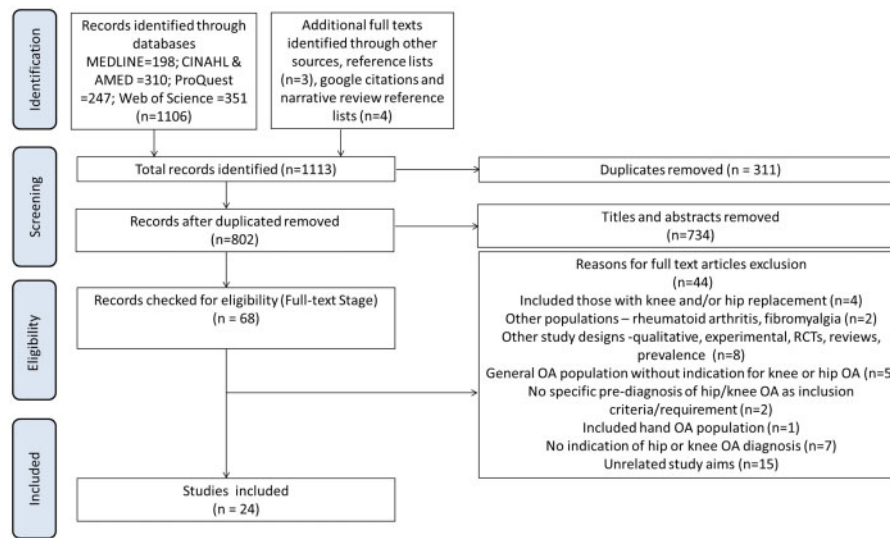 Identification
Records identified through
databases
MEDLINE=198; CINAHL &
AMED =310; ProQuest
=247; Web of Science =351
(n=1106)
Additional full texts
identified through other
sources, reference lists
(n=3), google citations and
narrative review reference
lists (n=4)
Screening
Total records identified (n=1113)
Duplicates removed (n = 311)
Records after duplicated removed
(n=802)
Titles and abstracts removed
(n=734)
Eligibility
Records checked for eligibility (Full-text Stage)
n = 68)
Reasons for full text articles exclusion
(n=44)
Included those with knee and/or hip replacement (n=4)
Other populations – rheumatoid arthritis, fibromyalgia (n=2)
Other study designs -qualitative, experimental, RCTs, reviews,
prevalence (n=8)
General OA population without indication for knee or hip OA (n=5
No specific pre-diagnosis of hip/knee OA as inclusion
criteria/requirement (n=2)
Included hand OA population (n=1)
No indication of hip or knee OA diagnosis (n=7)
Unrelated study aims (n=15)
Included
Studies included
(n = 24)